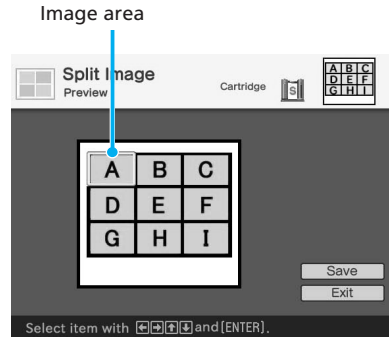 Image area
Split Image
Preview
Cartridge
S
A B C
D E F
G H I
A B C
D E F
G H I
Save
Exit
Select item with ←→↑↓ and [ENTER].